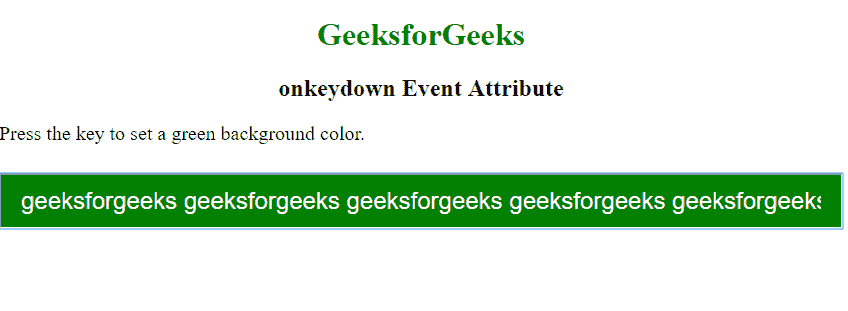 GeeksforGeeks
onkeydown Event Attribute
Press the key to set a green background color.
geeksforgeeks geeksforgeeks geeksforgeeks geeksforgeeks geeksforgeeks